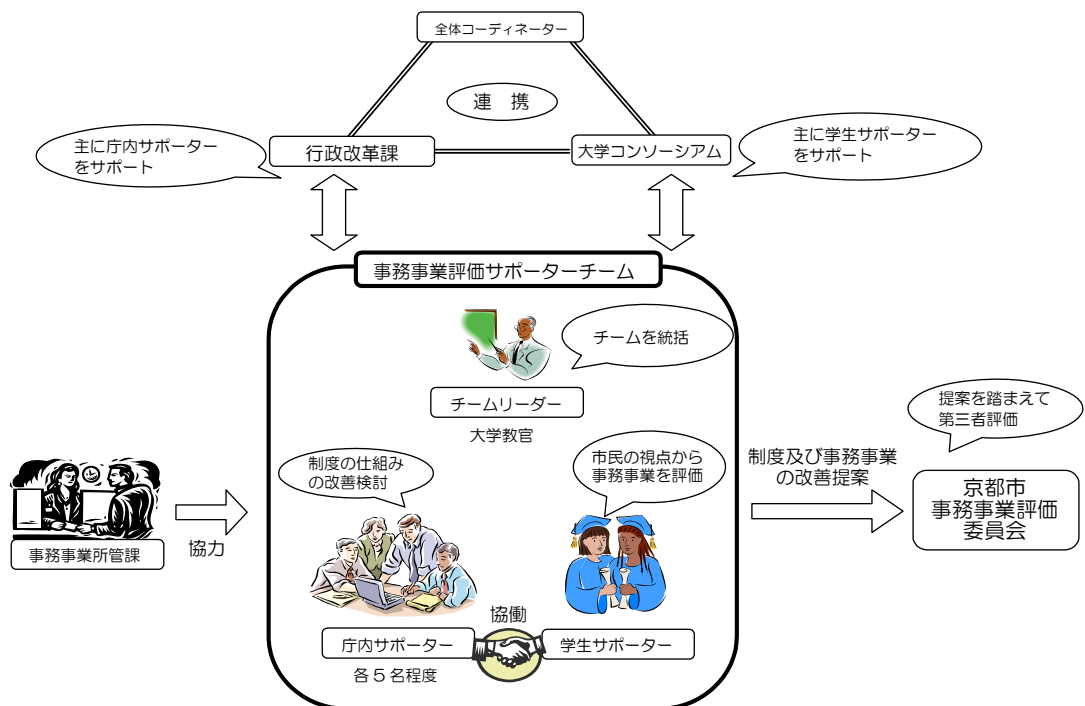 全体コーディネーター
連　携
主に庁内サポーター
をサポート
行政改革課
大学コンソーシアム
主に学生サポーター
をサポート
事務事業評価サポーターチーム
チームを統括
チームリーダー
大学教官
提案を踏まえて
第三者評価
制度の仕組み
の改善検討
市民の視点から
事務事業を評価
制度及び事務事業
の改善提案
京都市
事務事業評価
委員会
事務事業所管課
協力
協働
庁内サポーター
学生サポーター
各５名程度